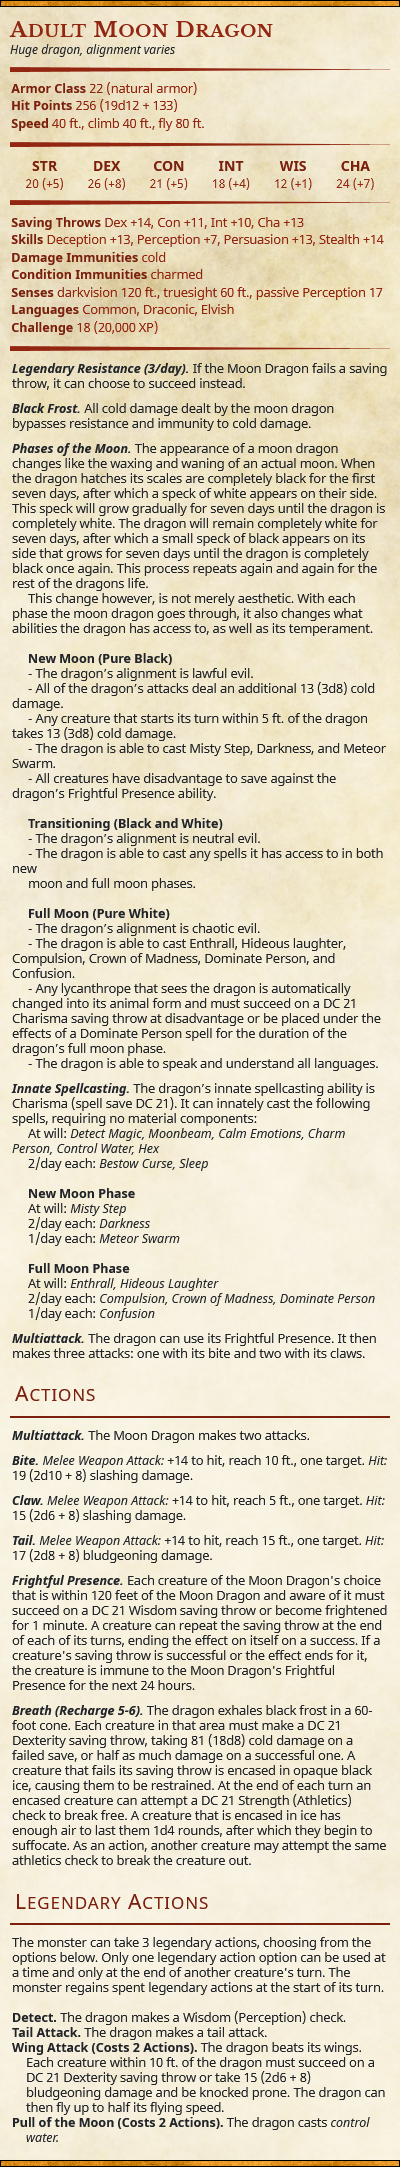 Adult Moon Dragon
Huge dragon, alignment varies
Armor Class 22 (natural armor)
Hit Points 256 (19d12 + 133)
Speed 40 ft., climb 40 ft., fly 80 ft.
STR DEX CON INT WIS CHA
20 (+5) 26 (+8) 21 (+5) 18 (+4) 12 (+1) 24 (+7)
Saving Throws Dex +14, Con +11, Int +10, Cha +13
Skills Deception +13, Perception +7, Persuasion +13, Stealth +14
Damage Immunities cold
Condition Immunities charmed
Senses darkvision 120 ft., truesight 60 ft., passive Perception 17
Languages Common, Draconic, Elvish
Challenge 18 (20,000 XP)
Legendary Resistance (3/day). If the Moon Dragon fails a saving
throw, it can choose to succeed instead.
Black Frost. All cold damage dealt by the moon dragon
bypasses resistance and immunity to cold damage.
Phases of the Moon. The appearance of a moon dragon
changes like the waxing and waning of an actual moon. When
the dragon hatches its scales are completely black for the first
seven days, after which a speck of white appears on their side.
This speck will grow gradually for seven days until the dragon is
completely white. The dragon will remain completely white for
seven days, after which a small speck of black appears on its
side that grows for seven days until the dragon is completely
black once again. This process repeats again and again for the
rest of the dragons life.
This change however, is not merely aesthetic. With each
phase the moon dragon goes through, it also changes what
abilities the dragon has access to, as well as its temperament.
New Moon (Pure Black)
- The dragon's alignment is lawful evil.
- All of the dragon's attacks deal an additional 13 (3d8) cold
damage.
- Any creature that starts its turn within 5 ft. of the dragon
takes 13 (3d8) cold damage.
- The dragon is able to cast Misty Step, Darkness, and Meteor
Swarm.
- All creatures have disadvantage to save against the
dragon's Frightful Presence ability.
Transitioning (Black and White)
- The dragon's alignment is neutral evil.
- The dragon is able to cast any spells it has access to in both
new
moon and full moon phases.
Full Moon (Pure White)
- The dragon's alignment is chaotic evil.
- The dragon is able to cast Enthrall, Hideous laughter,
Compulsion, Crown of Madness, Dominate Person, and
Confusion.
- Any lycanthrope that sees the dragon is automatically
changed into its animal form and must succeed on a DC 21
Charisma saving throw at disadvantage or be placed under the
effects of a Dominate Person spell for the duration of the
dragon's full moon phase.
- The dragon is able to speak and understand all languages.
Innate Spellcasting. The dragon's innate spellcasting ability is
Charisma (spell save DC 21). It can innately cast the following
spells, requiring no material components:
At will: Detect Magic, Moonbeam, Calm Emotions, Charm
Person, Control Water, Hex
2/day each: Bestow Curse, Sleep
New Moon Phase
At will: Misty Step
2/day each: Darkness
1/day each: Meteor Swarm
Full Moon Phase
At will: Enthrall, Hideous Laughter
2/day each: Compulsion, Crown of Madness, Dominate Person
1/day each: Confusion
Multiattack. The dragon can use its Frightful Presence. It then
makes three attacks: one with its bite and two with its claws.
Actions
Multiattack. The Moon Dragon makes two attacks.
Bite. Melee Weapon Attack: +14 to hit, reach 10 ft., one target. Hit:
19 (2d10 + 8) slashing damage.
Claw. Melee Weapon Attack: +14 to hit, reach 5 ft., one target. Hit:
15 (2d6 + 8) slashing damage.
Tail. Melee Weapon Attack: +14 to hit, reach 15 ft., one target. Hit:
17 (2d8 + 8) bludgeoning damage.
Frightful Presence. Each creature of the Moon Dragon's choice
that is within 120 feet of the Moon Dragon and aware of it must
succeed on a DC 21 Wisdom saving throw or become frightened
for 1 minute. A creature can repeat the saving throw at the end
of each of its turns, ending the effect on itself on a success. If a
creature's saving throw is successful or the effect ends for it,
the creature is immune to the Moon Dragon's Frightful
Presence for the next 24 hours.
Breath (Recharge 5-6). The dragon exhales black frost in a 60-
foot cone. Each creature in that area must make a DC 21
Dexterity saving throw, taking 81 (18d8) cold damage on a
failed save, or half as much damage on a successful one. A
creature that fails its saving throw is encased in opaque black
ice, causing them to be restrained. At the end of each turn an
encased creature can attempt a DC 21 Strength (Athletics)
check to break free. A creature that is encased in ice has
enough air to last them 1d4 rounds, after which they begin to
suffocate. As an action, another creature may attempt the same
athletics check to break the creature out.
Legendary Actions
The monster can take 3 legendary actions, choosing from the
options below. Only one legendary action option can be used at
a time and only at the end of another creature's turn. The
monster regains spent legendary actions at the start of its turn.
Detect. The dragon makes a Wisdom (Perception) check.
Tail Attack. The dragon makes a tail attack.
Wing Attack (Costs 2 Actions). The dragon beats its wings.
Each creature within 10 ft. of the dragon must succeed on a
DC 21 Dexterity saving throw or take 15 (2d6 + 8)
bludgeoning damage and be knocked prone. The dragon can
then fly up to half its flying speed.
Pull of the Moon (Costs 2 Actions). The dragon casts control
water.